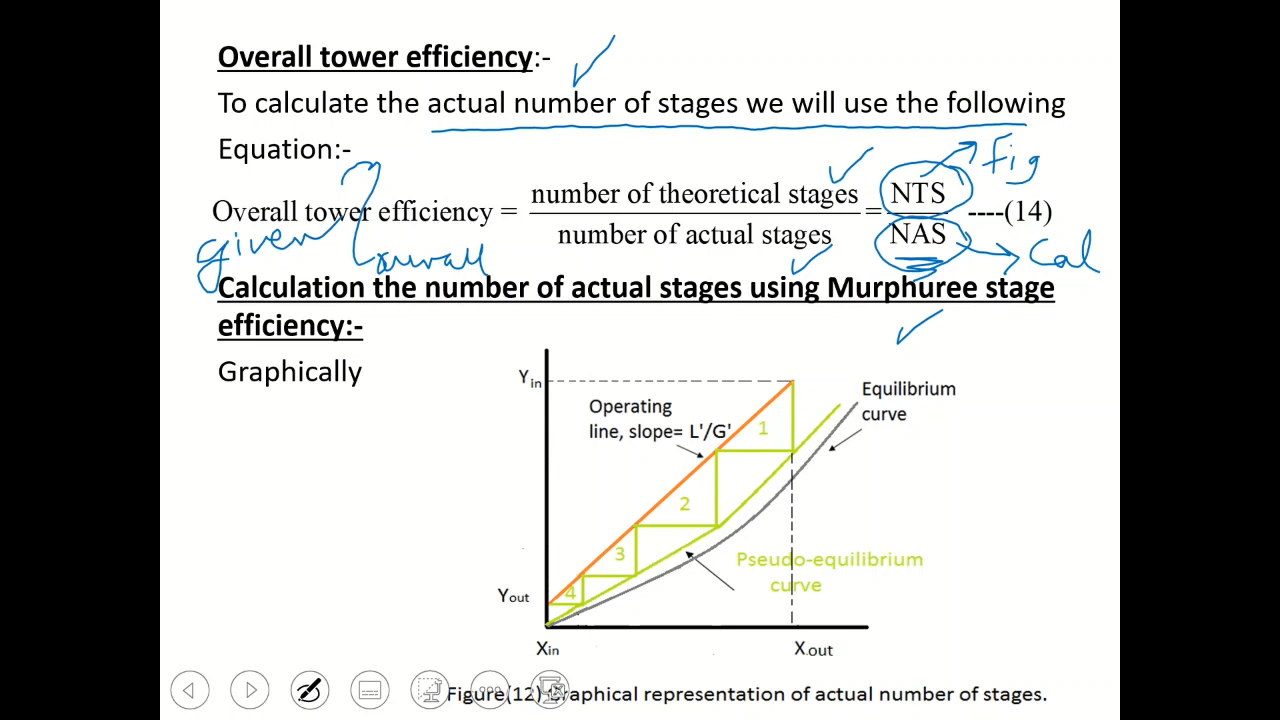 Overall tower efficiency:-
To calculate the actual number of stages we will use the following
Equation:-
Fig
Overall tower efficiency = number of theoretical stages / number of actual stages = NTS / NAS ----(14)
given
overall
Cal
Calculation the number of actual stages using Murphuree stage
efficiency:-
Graphically
Yin
Operating
line, slope= L'/G'
Equilibrium
curve
1
2
3
4
Pseudo-equilibrium
curve
Yout
Xin
X.out
Figure(12) Graphical representation of actual number of stages.